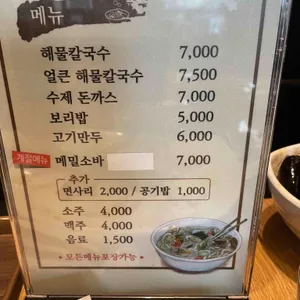 메뉴
해물칼국수 7,000
얼큰 해물칼국수 7,500
수제 돈까스 7,000
보리밥 5,000
고기만두 6,000
계절메뉴 메밀소바 7,000
추가
면사리 2,000 / 공기밥 1,000
소주 4,000
맥주 4,000
음료 1,500
• 모든메뉴포장가능 •